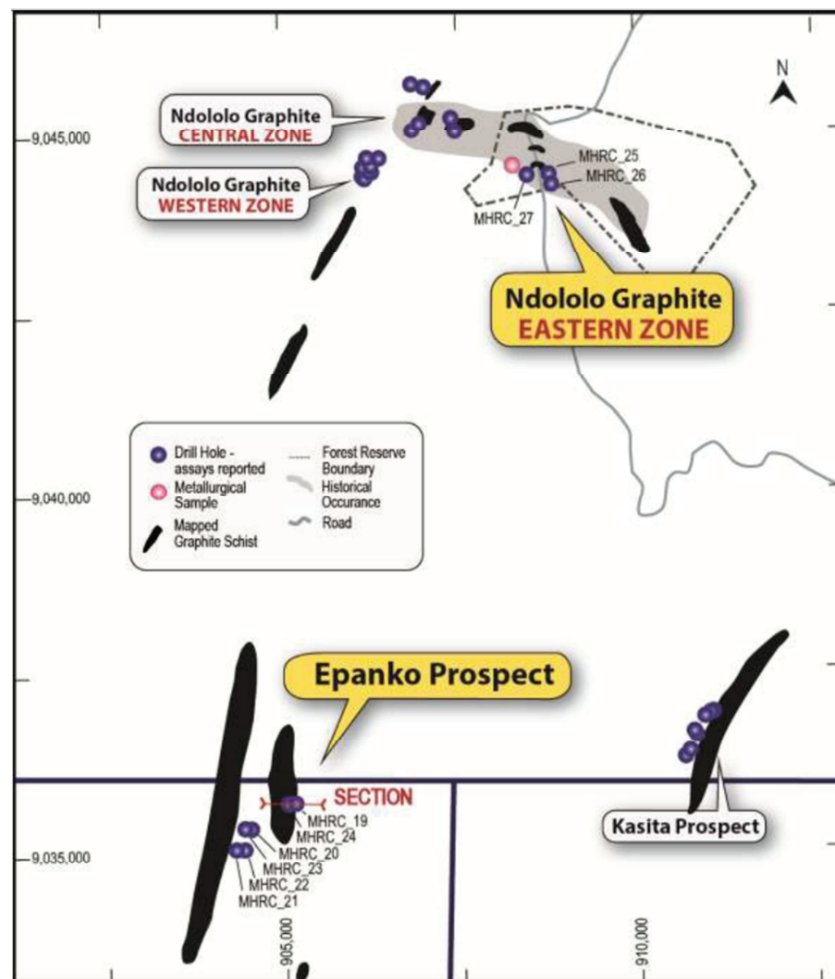 N
Ndololo Graphite
CENTRAL ZONE
9,045,000
Ndololo Graphite
WESTERN ZONE
MHRC_25
MHRC_26
MHRC_27
Ndololo Graphite
EASTERN ZONE
Drill Hole -
assays reported
Metallurgical
Sample
Mapped
Graphite Schist
Forest Reserve
Boundary
Historical
Occurance
Road
9,040,000
Epanko Prospect
SECTION
MHRC_19
MHRC_24
MHRC_20
MHRC_23
MHRC_22
MHRC_21
Kasita Prospect
9,035,000
905,000
910,000